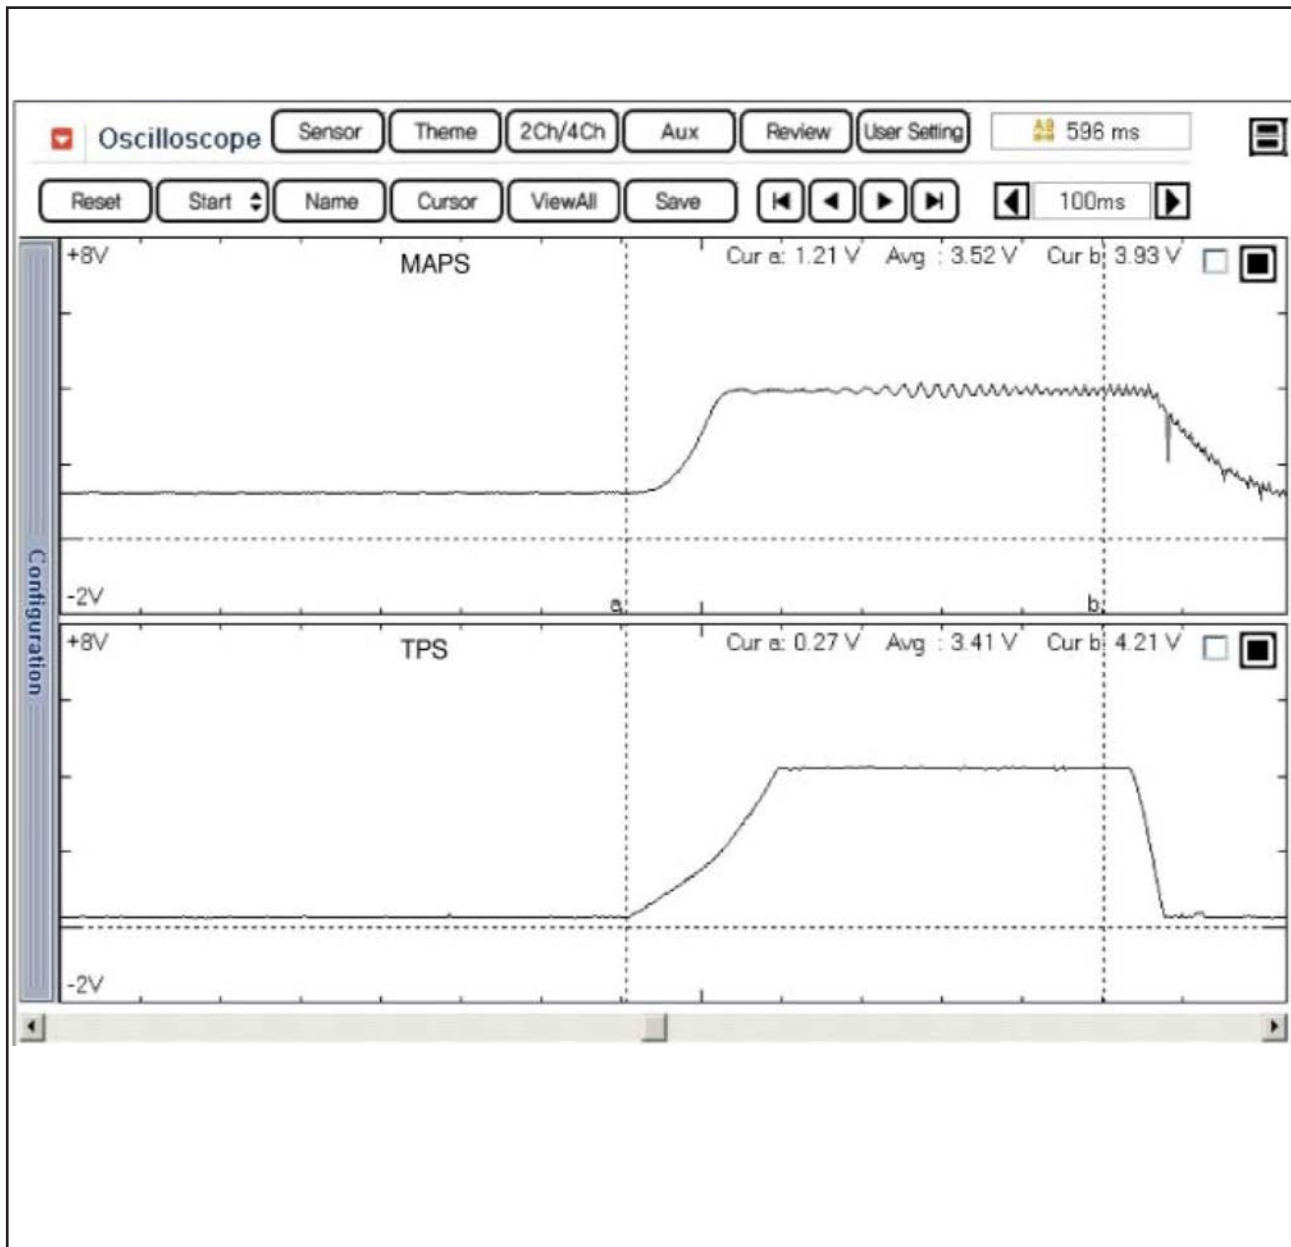 Oscilloscope Sensor Theme 2Ch/4Ch Aux Review User Setting 596 ms
Reset Start Name Cursor ViewAll Save 100ms
+8V MAPS Cur a: 1.21 V Avg : 3.52 V Cur b: 3.93 V
-2V a b
+8V TPS Cur a: 0.27 V Avg : 3.41 V Cur b: 4.21 V
-2V
Configuration